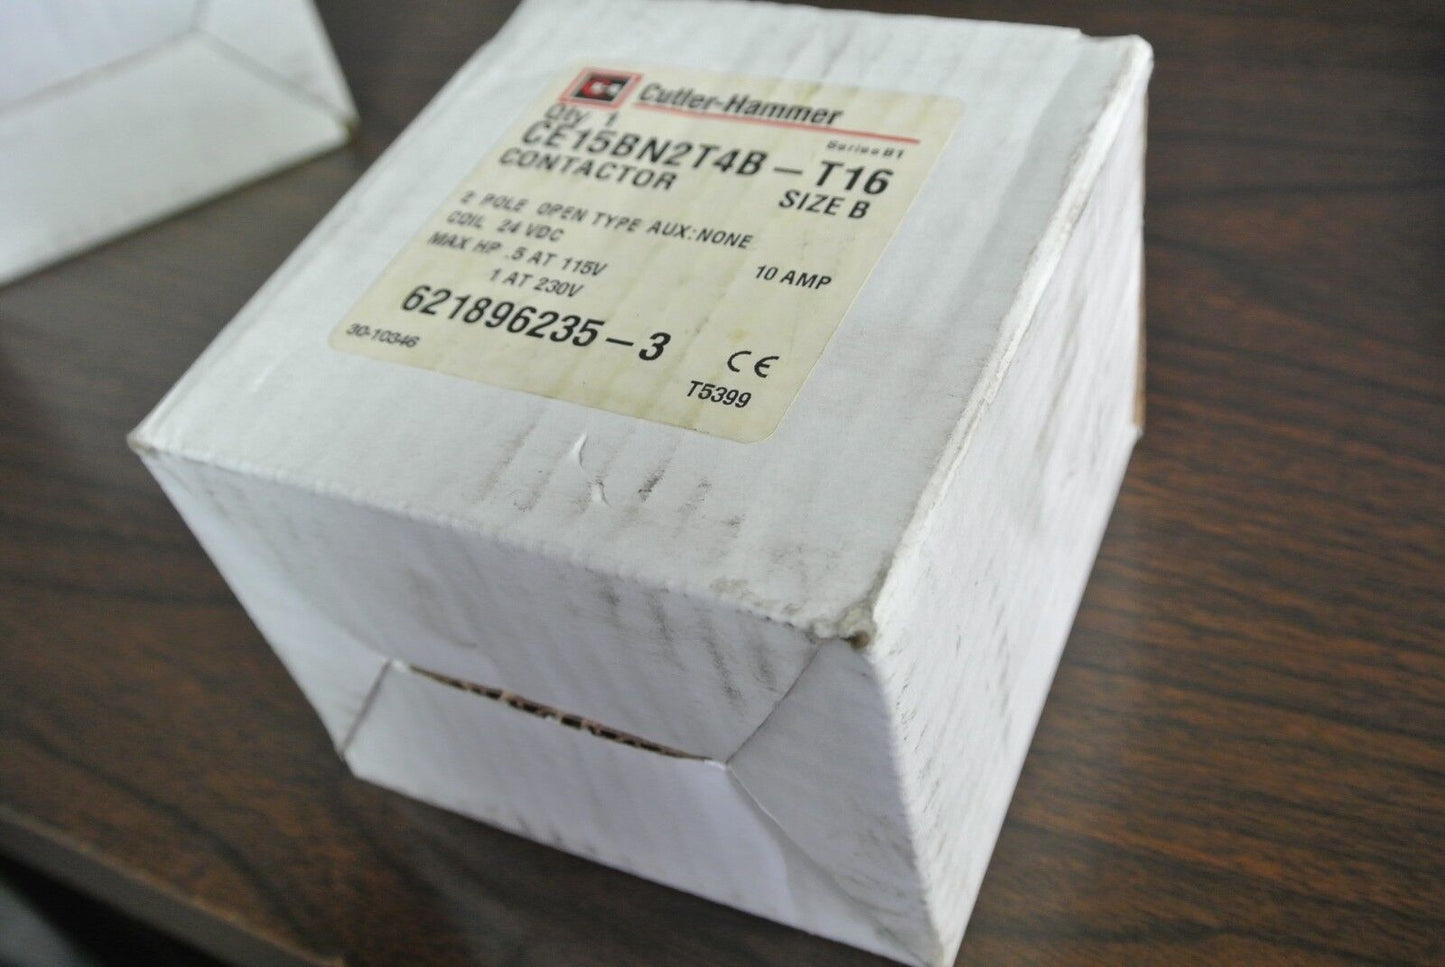 Cutler-Hammer
Qty. 1
Series B1
CE15BN2T4B-T16
CONTACTOR SIZE B
2 POLE OPEN TYPE AUX:NONE
COIL 24 VDC
10 AMP
MAX HP .5 AT 115V
1 AT 230V
621896235-3
30-10346
CE
T5399